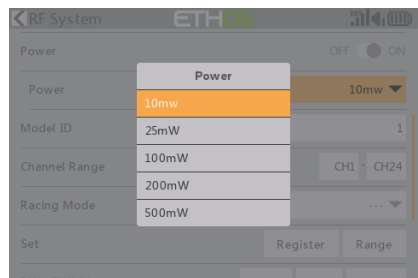 RF System ETHOS
Power OFF ON
Power 10mw
Power
10mw
25mW
100mW
200mW
500mW
Model ID 1
Channel Range CH1 - CH24
Racing Mode ---
Set Register Range